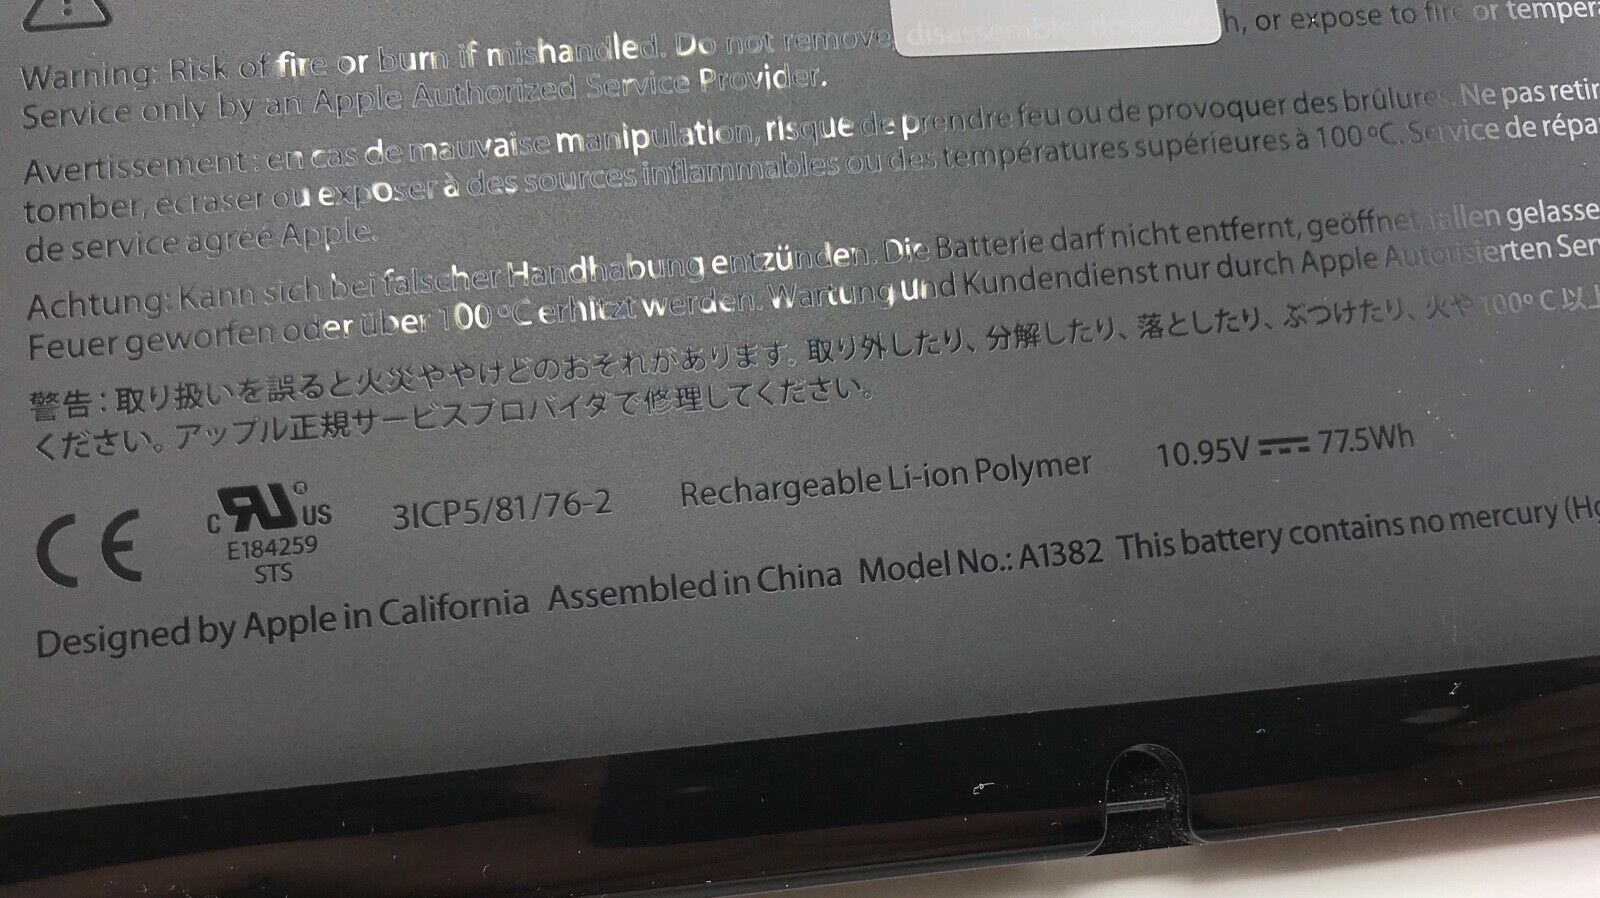 Warning: Risk of fire or burn if mishandled. Do not remove, disassemble, h, or expose to fire or
Service only by an Apple Authorized Service Provider.
Avertissement : en cas de mauvaise manipulation, risque de prendre feu ou de provoquer des brûlures. Ne pas
tomber, écraser ou exposer à des sources inflammables ou des températures supérieures à 100 °C. Service de
de service agréé Apple.
Achtung: Kann sich bei falscher Handhabung entzünden. Die Batterie darf nicht entfernt, geöffnet, fallen
Feuer geworfen oder über 100 °C erhitzt werden. Wartung und Kundendienst nur durch Apple Autorisierten
警告：取り扱いを誤ると火災ややけどのおそれがあります。取り外したり、分解したり、落としたり、ぶつけたり、火や 100° C 以上
ください。アップル正規サービスプロバイダで修理してください。
CE
c RU ® US
E184259
STS
3ICP5/81/76-2 Rechargeable Li-ion Polymer 10.95V 77.5Wh
Designed by Apple in California Assembled in China Model No.: A1382 This battery contains no mercury